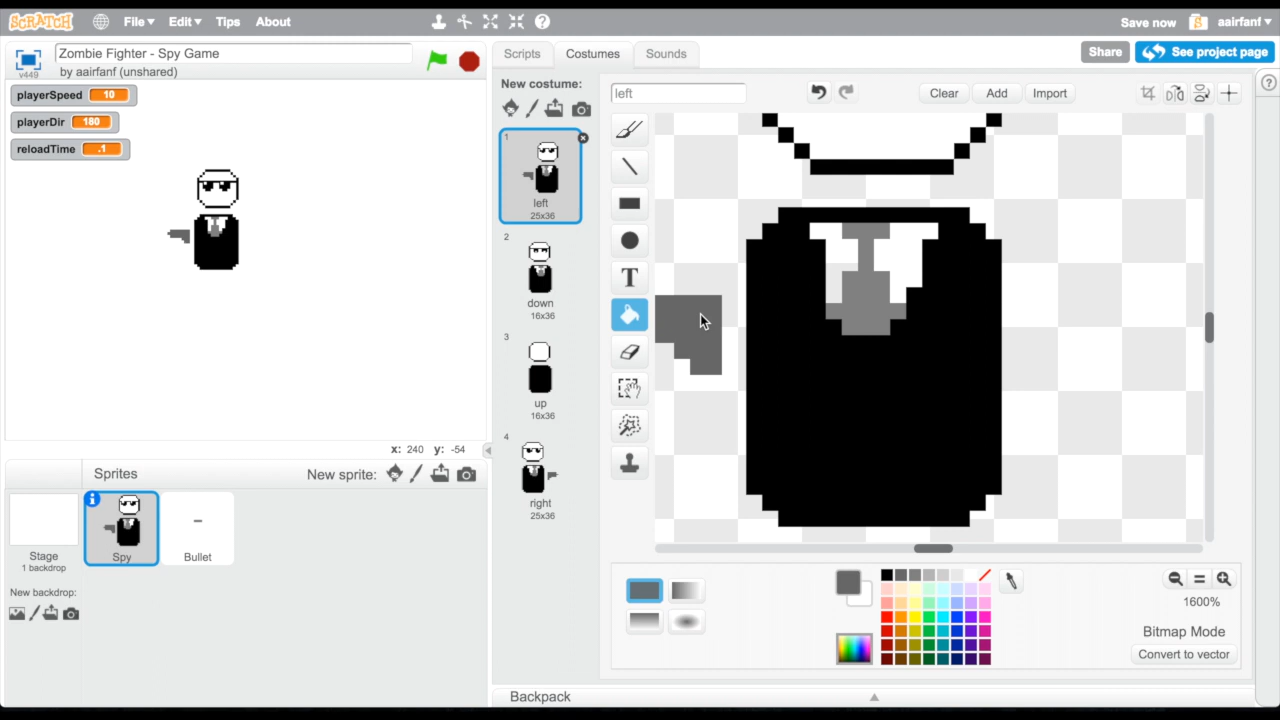 SCRATCH File ▾ Edit ▾ Tips About Save now aairfanf ▾
v449 Zombie Fighter - Spy Game
by aairfanf (unshared)
playerSpeed 10
playerDir 180
reloadTime .1
x: 240 y: -54
Scripts Costumes Sounds Share See project page
New costume:
left Clear Add Import
1
left
25x36
2
down
16x36
3
up
16x36
4
right
25x36
T
Sprites New sprite:
Stage
1 backdrop
New backdrop:
Spy
Bullet
1600%
Bitmap Mode
Convert to vector
Backpack